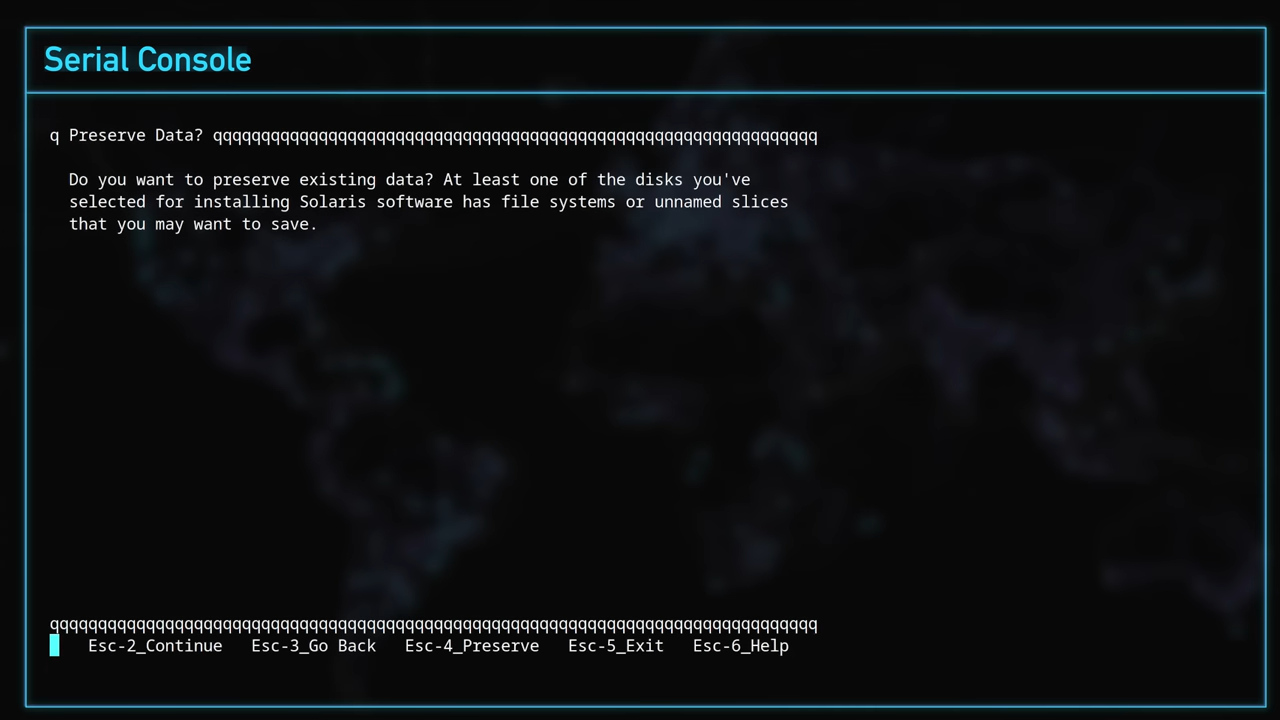 Serial Console
q Preserve Data? qqqqqqqqqqqqqqqqqqqqqqqqqqqqqqqqqqqqqqqqqqqqqqqqqqqqqqqqqqqqqqq
Do you want to preserve existing data? At least one of the disks you've
selected for installing Solaris software has file systems or unnamed slices
that you may want to save.
qqqqqqqqqqqqqqqqqqqqqqqqqqqqqqqqqqqqqqqqqqqqqqqqqqqqqqqqqqqqqqqqqqqqqqqqqqqqqqqq
Esc-2_Continue   Esc-3_Go Back   Esc-4_Preserve   Esc-5_Exit   Esc-6_Help